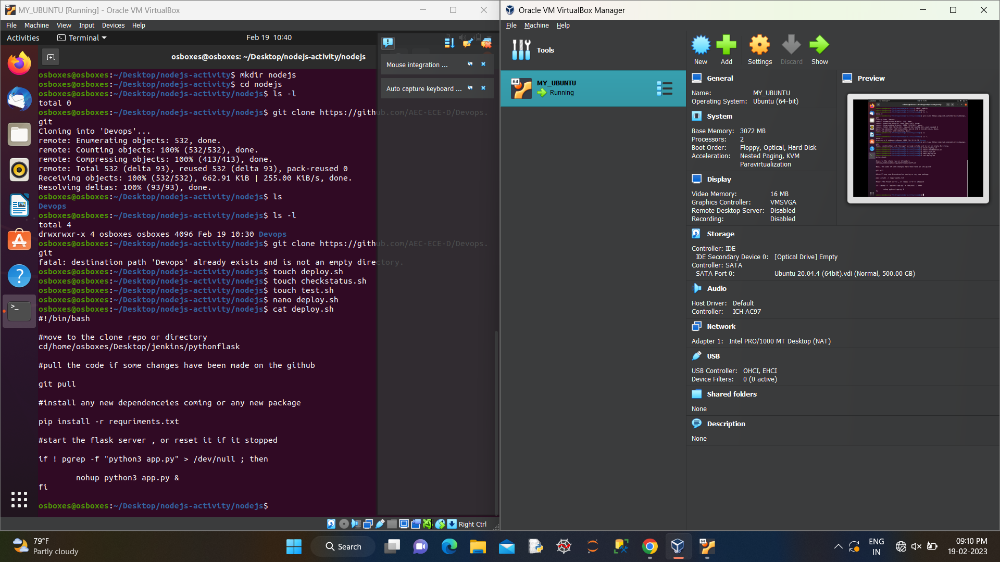 MY_UBUNTU [Running] - Oracle VM VirtualBox
File Machine View Input Devices Help
Activities Terminal Feb 19 10:40
osboxes@osboxes: ~/Desktop/nodejs-activity/nodejs
osboxes@osboxes:~/Desktop/nodejs-activity$ mkdir nodejs
osboxes@osboxes:~/Desktop/nodejs-activity$ cd nodejs
osboxes@osboxes:~/Desktop/nodejs-activity/nodejs$ ls -l
total 0
osboxes@osboxes:~/Desktop/nodejs-activity/nodejs$ git clone https://github.com/AEC-ECE-D/Devops.
git
Cloning into 'Devops'...
remote: Enumerating objects: 532, done.
remote: Counting objects: 100% (532/532), done.
remote: Compressing objects: 100% (413/413), done.
remote: Total 532 (delta 93), reused 532 (delta 93), pack-reused 0
Receiving objects: 100% (532/532), 662.91 KiB | 255.00 KiB/s, done.
Resolving deltas: 100% (93/93), done.
osboxes@osboxes:~/Desktop/nodejs-activity/nodejs$ ls
Devops
osboxes@osboxes:~/Desktop/nodejs-activity/nodejs$ ls -l
total 4
drwxrwxr-x 4 osboxes osboxes 4096 Feb 19 10:30 Devops
osboxes@osboxes:~/Desktop/nodejs-activity/nodejs$ git clone https://github.com/AEC-ECE-D/Devops.
git
fatal: destination path 'Devops' already exists and is not an empty directory.
osboxes@osboxes:~/Desktop/nodejs-activity/nodejs$ touch deploy.sh
osboxes@osboxes:~/Desktop/nodejs-activity/nodejs$ touch checkstatus.sh
osboxes@osboxes:~/Desktop/nodejs-activity/nodejs$ touch test.sh
osboxes@osboxes:~/Desktop/nodejs-activity/nodejs$ nano deploy.sh
osboxes@osboxes:~/Desktop/nodejs-activity/nodejs$ cat deploy.sh
#!/bin/bash
#move to the clone repo or directory
cd/home/osboxes/Desktop/jenkins/pythonflask
#pull the code if some changes have been made on the github
git pull
#install any new dependenceies coming or any new package
pip install -r requriments.txt
#start the flask server , or reset it if it stopped
if ! pgrep -f "python3 app.py" > /dev/null ; then
nohup python3 app.py &
fi
osboxes@osboxes:~/Desktop/nodejs-activity/nodejs$
Mouse integration ...
Auto capture keyboard ...
Right Ctrl
Oracle VM VirtualBox Manager
File Machine Help
Tools
New Add Settings Discard Show
64 MY_UBUNTU
Running
General
Name: MY_UBUNTU
Operating System: Ubuntu (64-bit)
Preview
System
Base Memory: 3072 MB
Processors: 2
Boot Order: Floppy, Optical, Hard Disk
Acceleration: Nested Paging, KVM
Paravirtualization
Display
Video Memory: 16 MB
Graphics Controller: VMSVGA
Remote Desktop Server: Disabled
Recording: Disabled
Storage
Controller: IDE
IDE Secondary Device 0: [Optical Drive] Empty
Controller: SATA
SATA Port 0: Ubuntu 20.04.4 (64bit).vdi (Normal, 500.00 GB)
Audio
Host Driver: Default
Controller: ICH AC97
Network
Adapter 1: Intel PRO/1000 MT Desktop (NAT)
USB
USB Controller: OHCI, EHCI
Device Filters: 0 (0 active)
Shared folders
None
Description
None
79°F
Partly cloudy
Search
ENG
IN
09:10 PM
19-02-2023